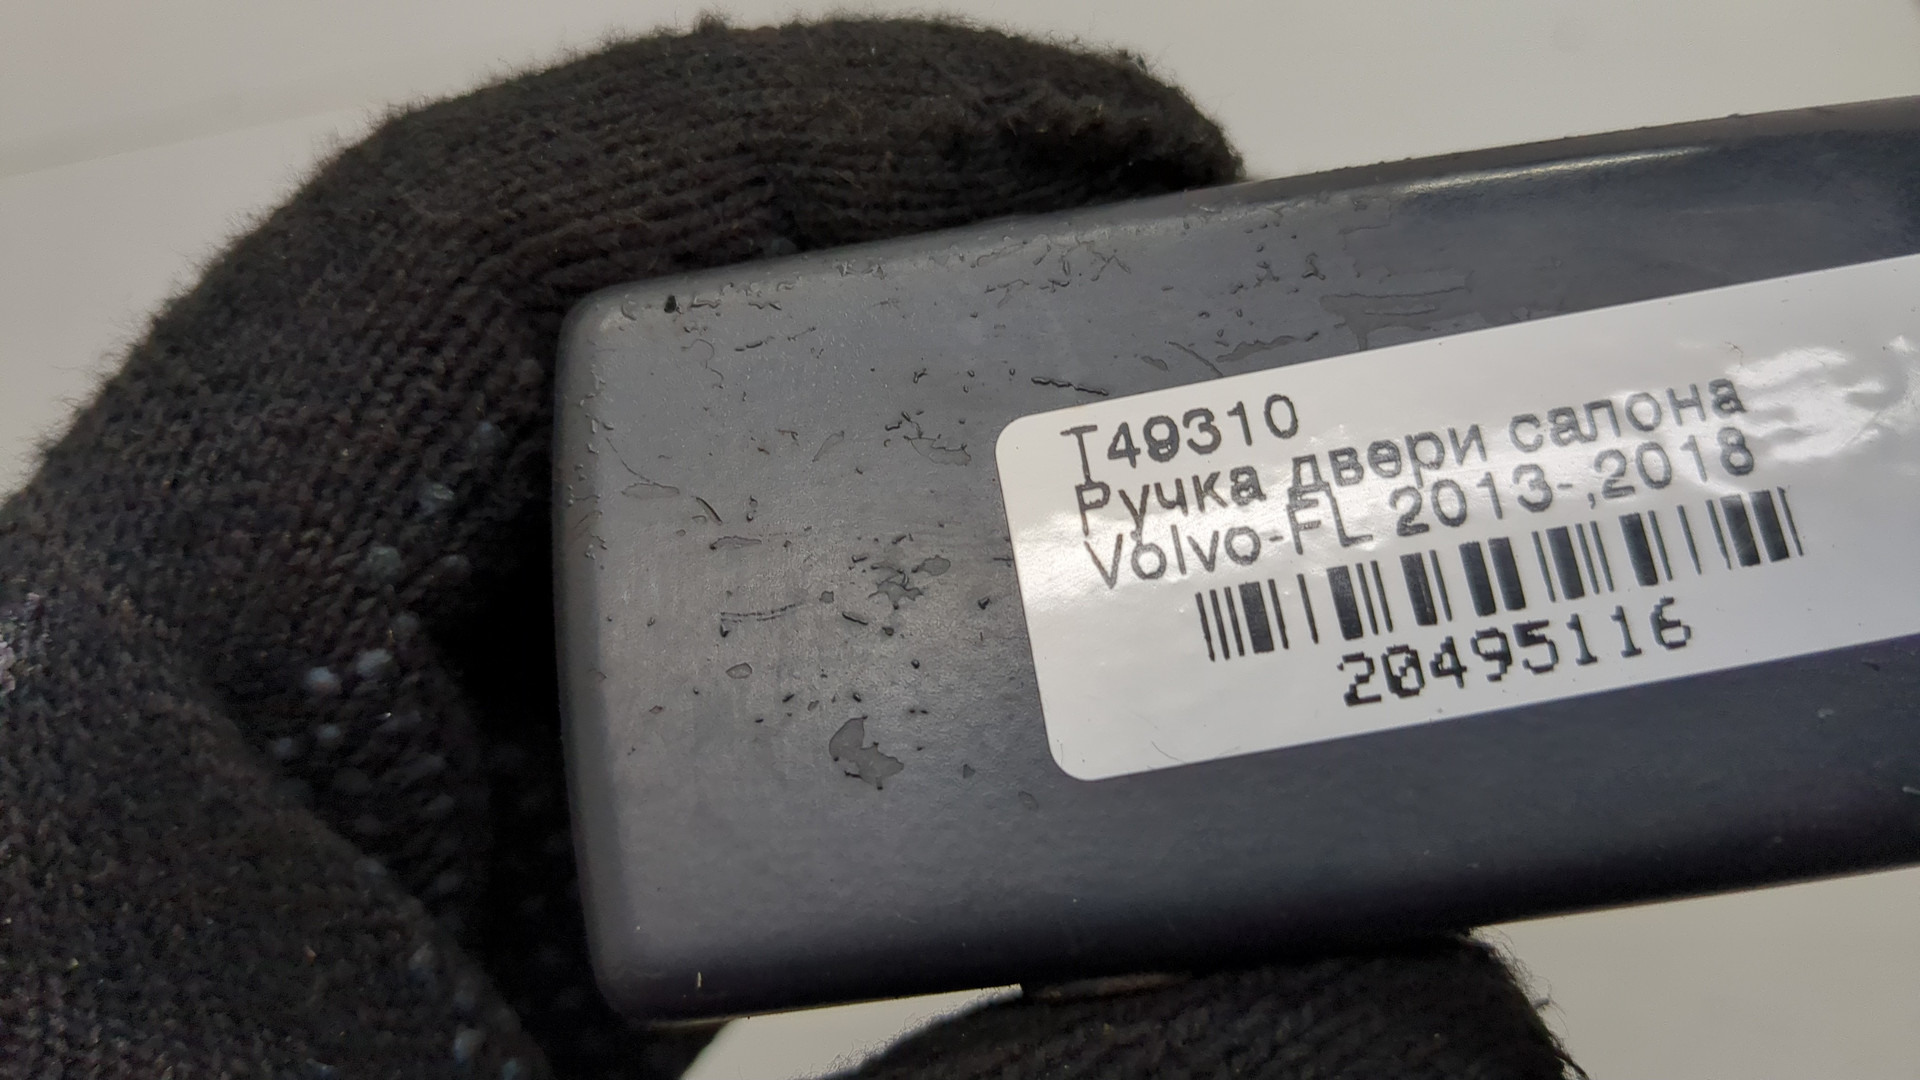 T49310
Ручка двери салона
Volvo-FL 2013-,2018
20495116